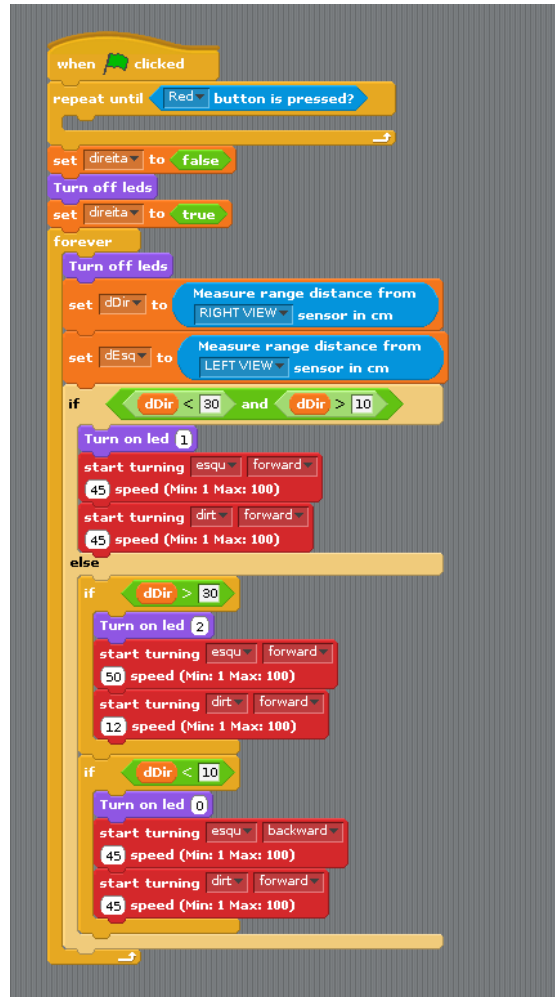 when clicked
repeat until Red button is pressed?
set direita to false
Turn off leds
set direita to true
forever
Turn off leds
set dDir to Measure range distance from RIGHT VIEW sensor in cm
set dEsq to Measure range distance from LEFT VIEW sensor in cm
if dDir < 30 and dDir > 10
Turn on led 1
start turning esqu forward
45 speed (Min: 1 Max: 100)
start turning dirt forward
45 speed (Min: 1 Max: 100)
else
if dDir > 30
Turn on led 2
start turning esqu forward
50 speed (Min: 1 Max: 100)
start turning dirt forward
12 speed (Min: 1 Max: 100)
if dDir < 10
Turn on led 0
start turning esqu backward
45 speed (Min: 1 Max: 100)
start turning dirt forward
45 speed (Min: 1 Max: 100)